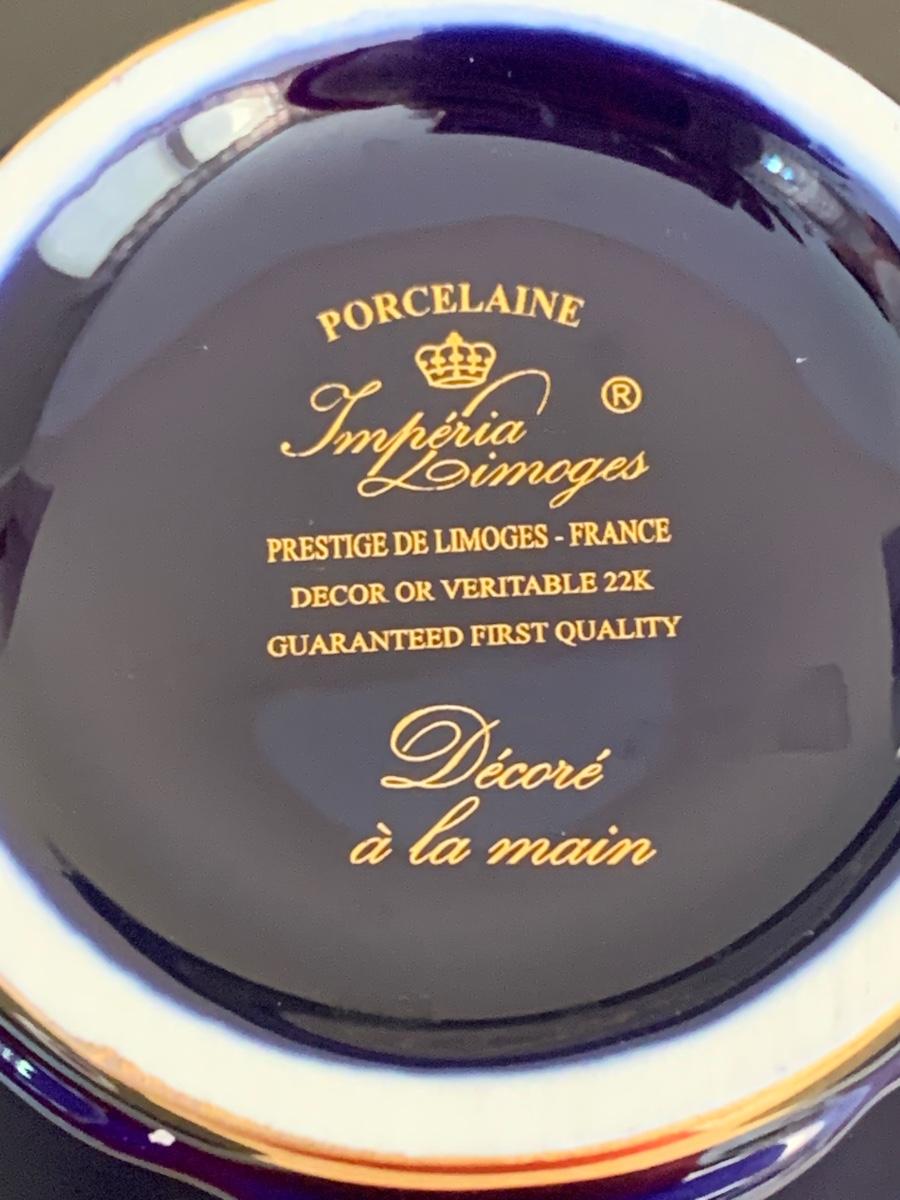 PORCELAINE
Impéria ®
Limoges
PRESTIGE DE LIMOGES - FRANCE
DECOR OR VERITABLE 22K
GUARANTEED FIRST QUALITY
Décoré
à la main